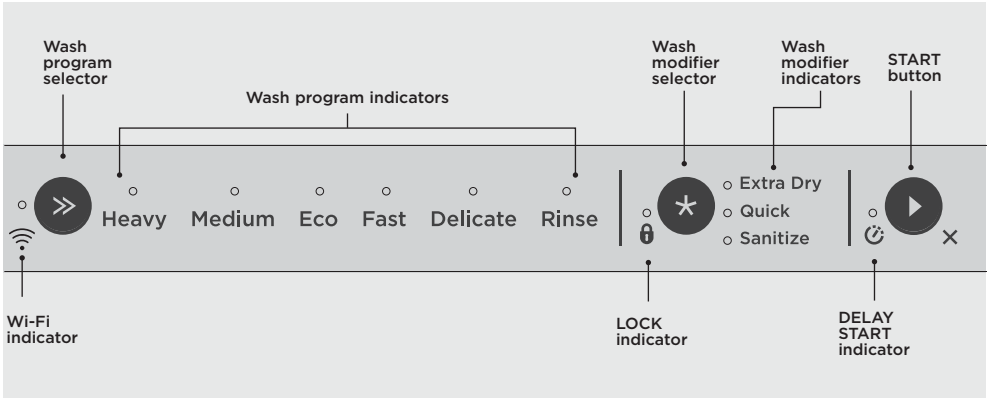 Wash
program
selector
Wash program indicators
Wash
modifier
selector
Wash
modifier
indicators
START
button
Heavy Medium Eco Fast Delicate Rinse
Extra Dry
Quick
Sanitize
Wi-Fi
indicator
LOCK
indicator
DELAY
START
indicator